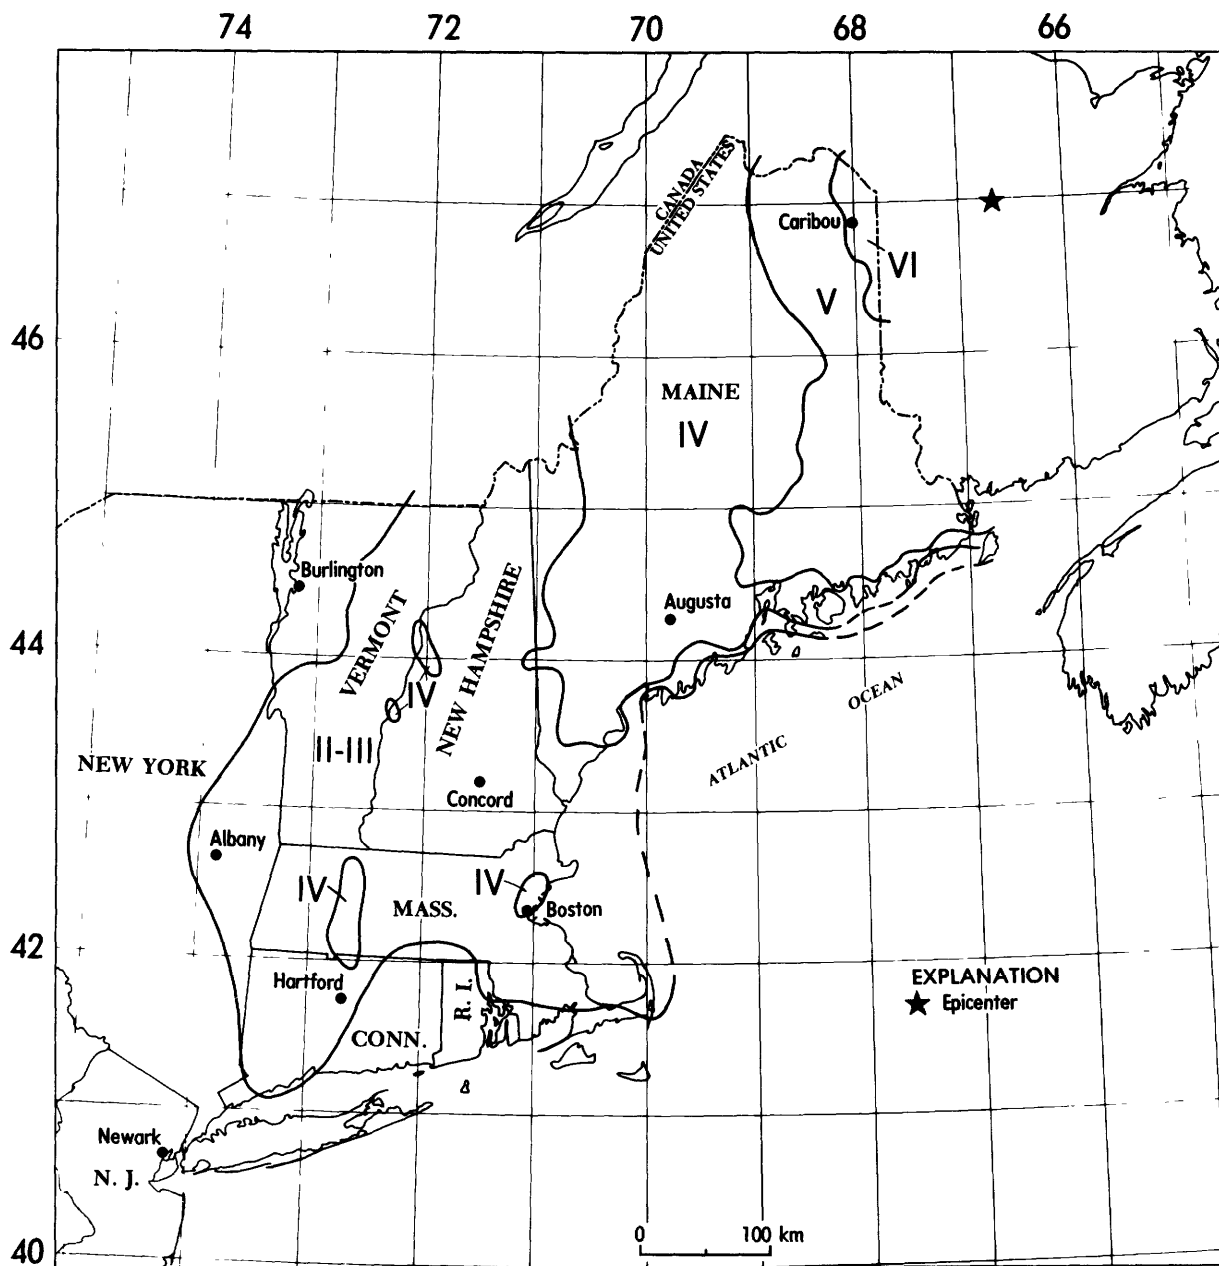 74 72 70 68 66
CANADA
UNITED STATES
Caribou
VI
V
46
MAINE
IV
Burlington
Augusta
VERMONT
NEW HAMPSHIRE
44
IV
OCEAN
ATLANTIC
II-III
NEW YORK
Concord
Albany
IV
IV
MASS.
Boston
42
EXPLANATION
Epicenter
Hartford
R. I.
CONN.
Newark
N. J.
0 100 km
40